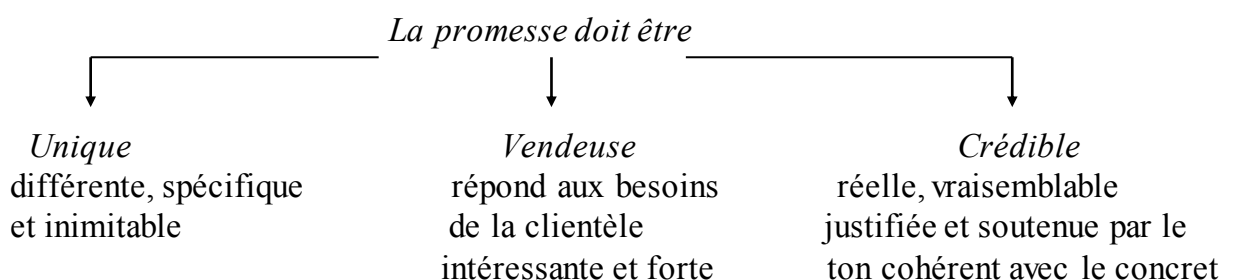 La promesse doit être
Unique
différente, spécifique
et inimitable
Vendeuse
répond aux besoins
de la clientèle
intéressante et forte
Crédible
réelle, vraisemblable
justifiée et soutenue par le
ton cohérent avec le concret